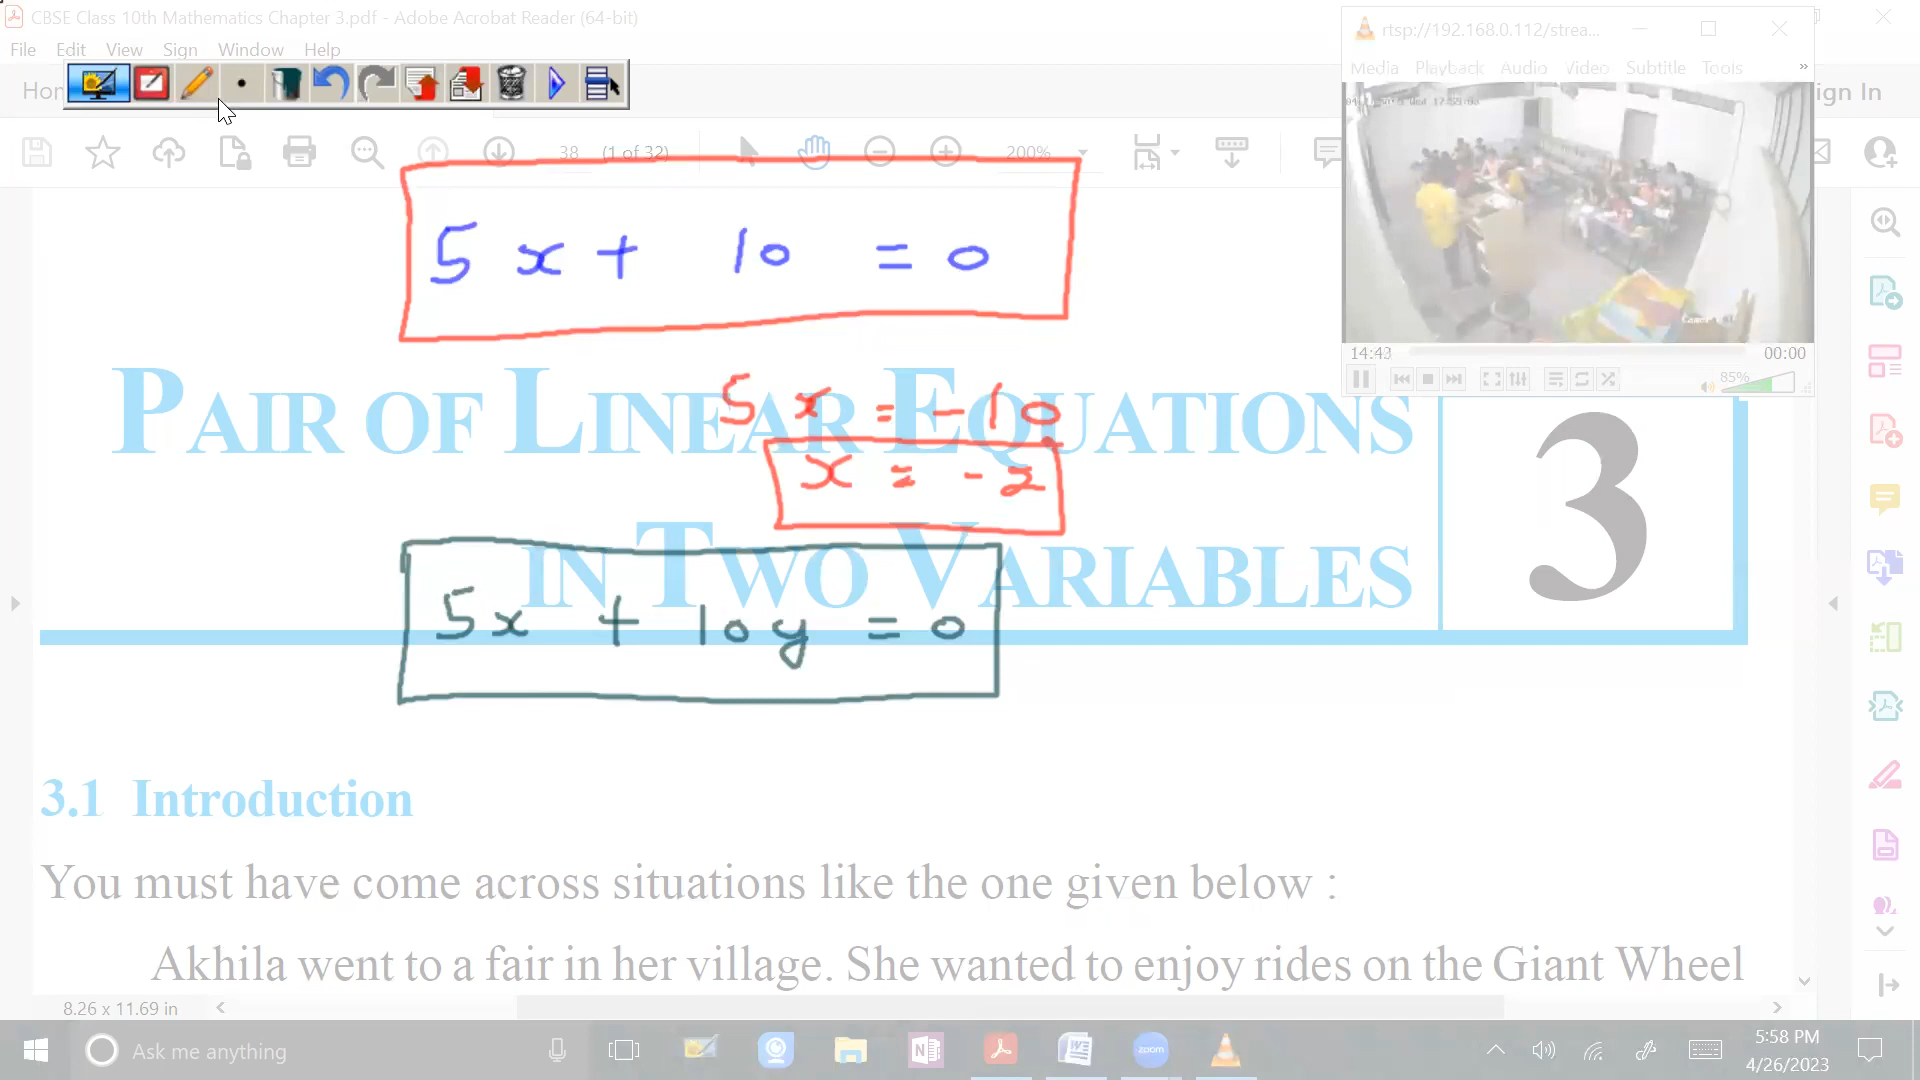 CBSE Class 10th Mathematics Chapter 3.pdf - Adobe Acrobat Reader (64-bit)
File Edit View Sign Window Help
rtsp://192.168.0.112/strea...
Media Playback Audio Video Subtitle Tools »
ign In
38 (1 of 32) 200%
5x + 10 = 0
14:43 00:00
85%
5x = -10
x = -2
PAIR OF LINEAR EQUATIONS
IN TWO VARIABLES
3
5x + 10y = 0
3.1 Introduction
You must have come across situations like the one given below :
Akhila went to a fair in her village. She wanted to enjoy rides on the Giant Wheel
8.26 x 11.69 in
Ask me anything
zoom
5:58 PM
4/26/2023